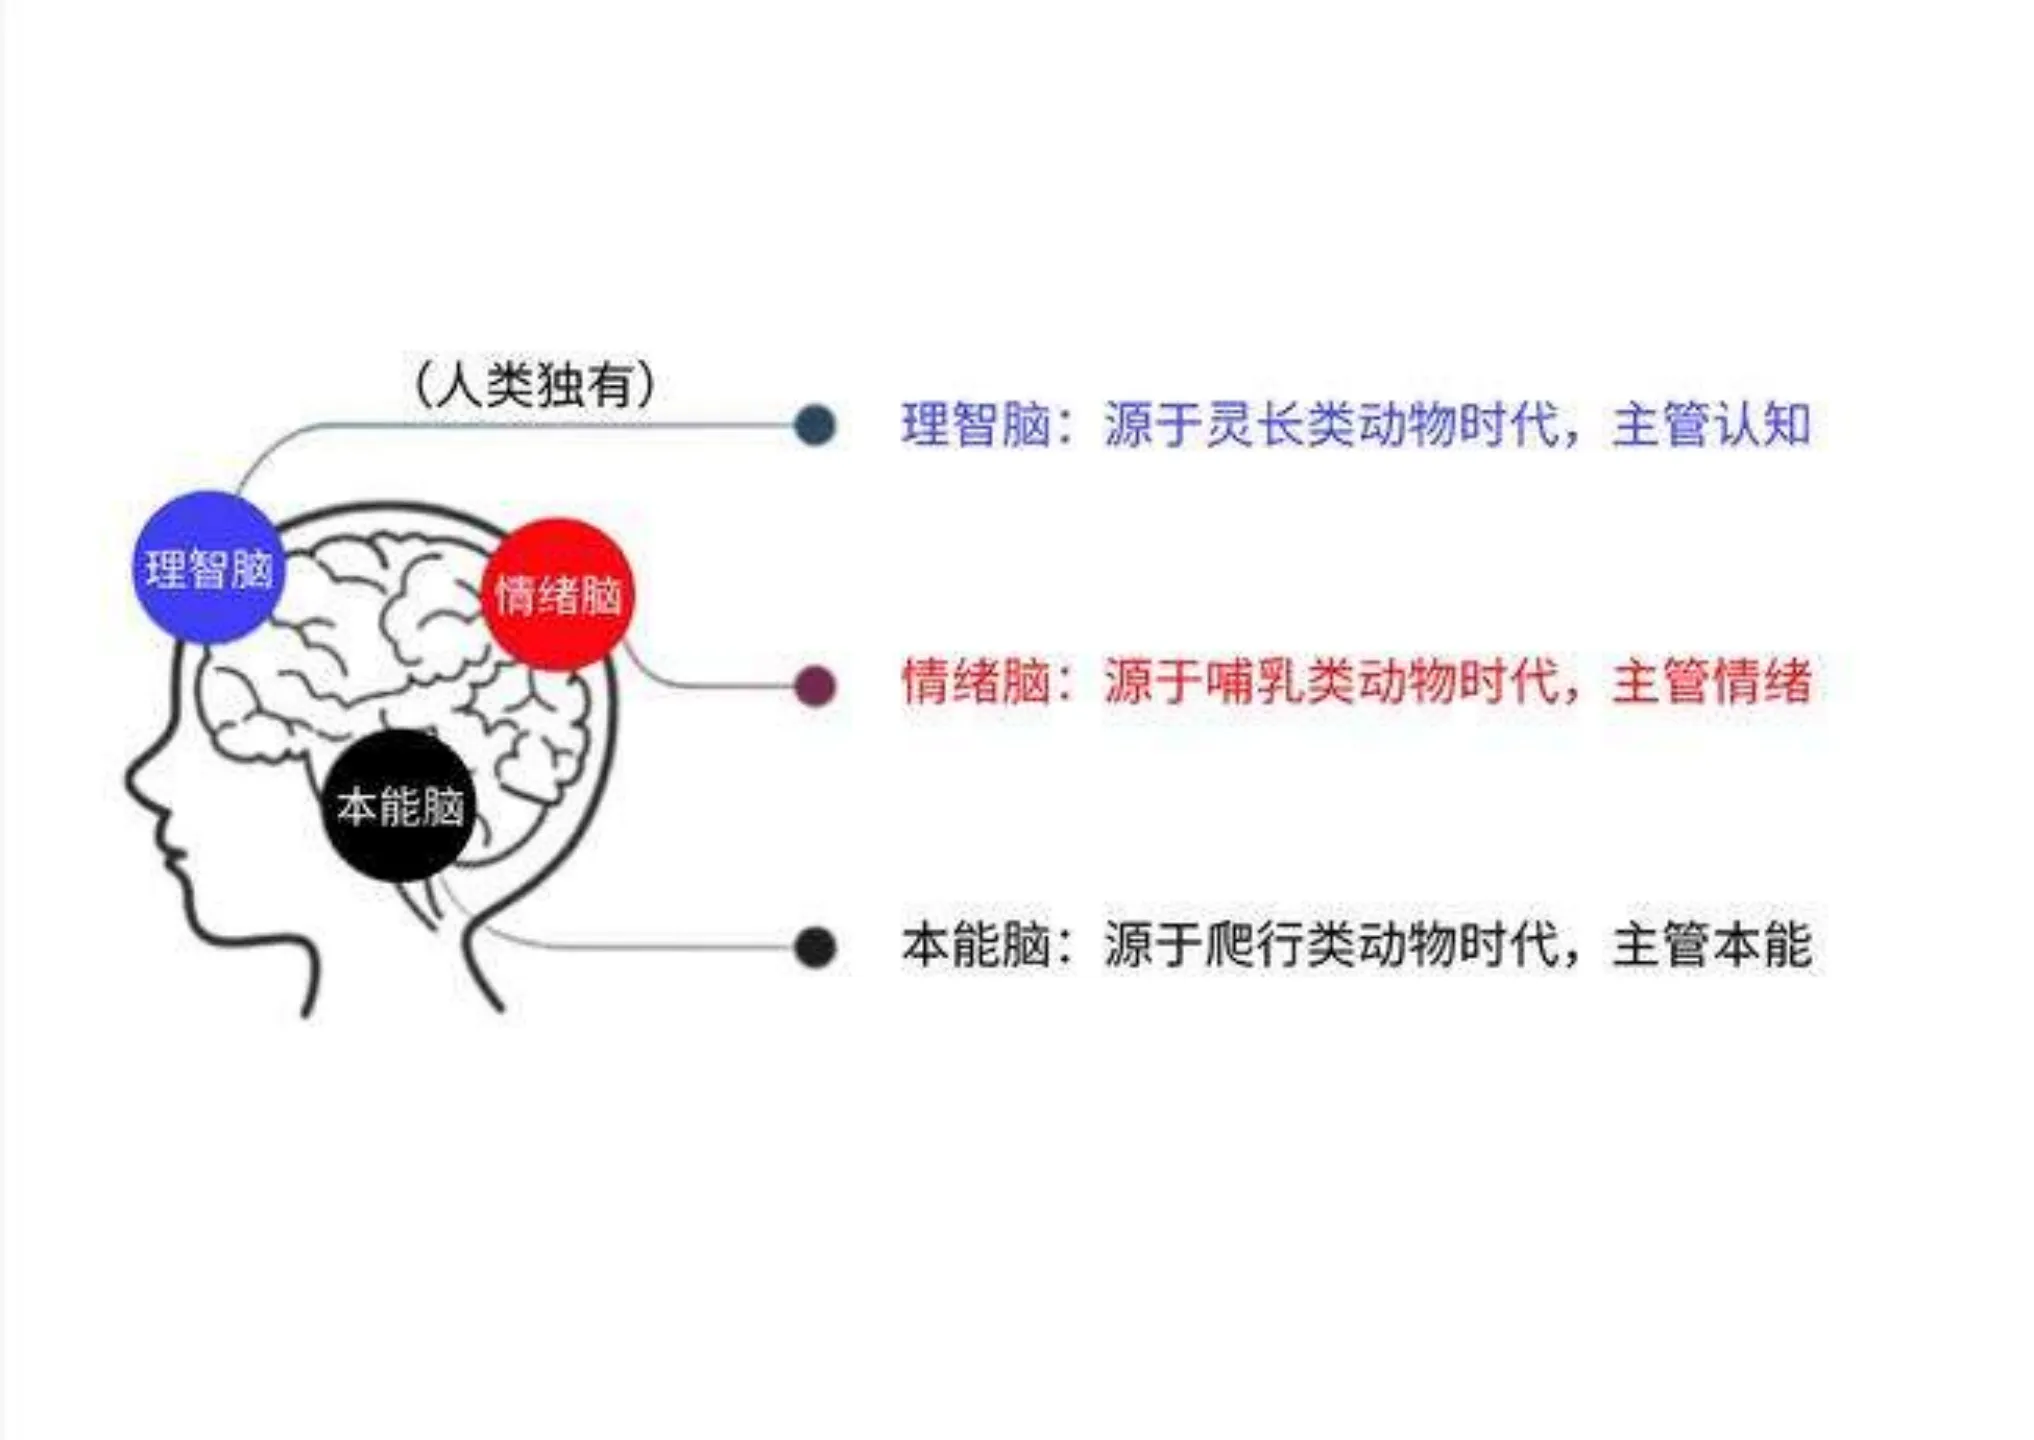 （人类独有）
理智脑：源于灵长类动物时代，主管认知
理智脑
情绪脑
情绪脑：源于哺乳类动物时代，主管情绪
本能脑
本能脑：源于爬行类动物时代，主管本能